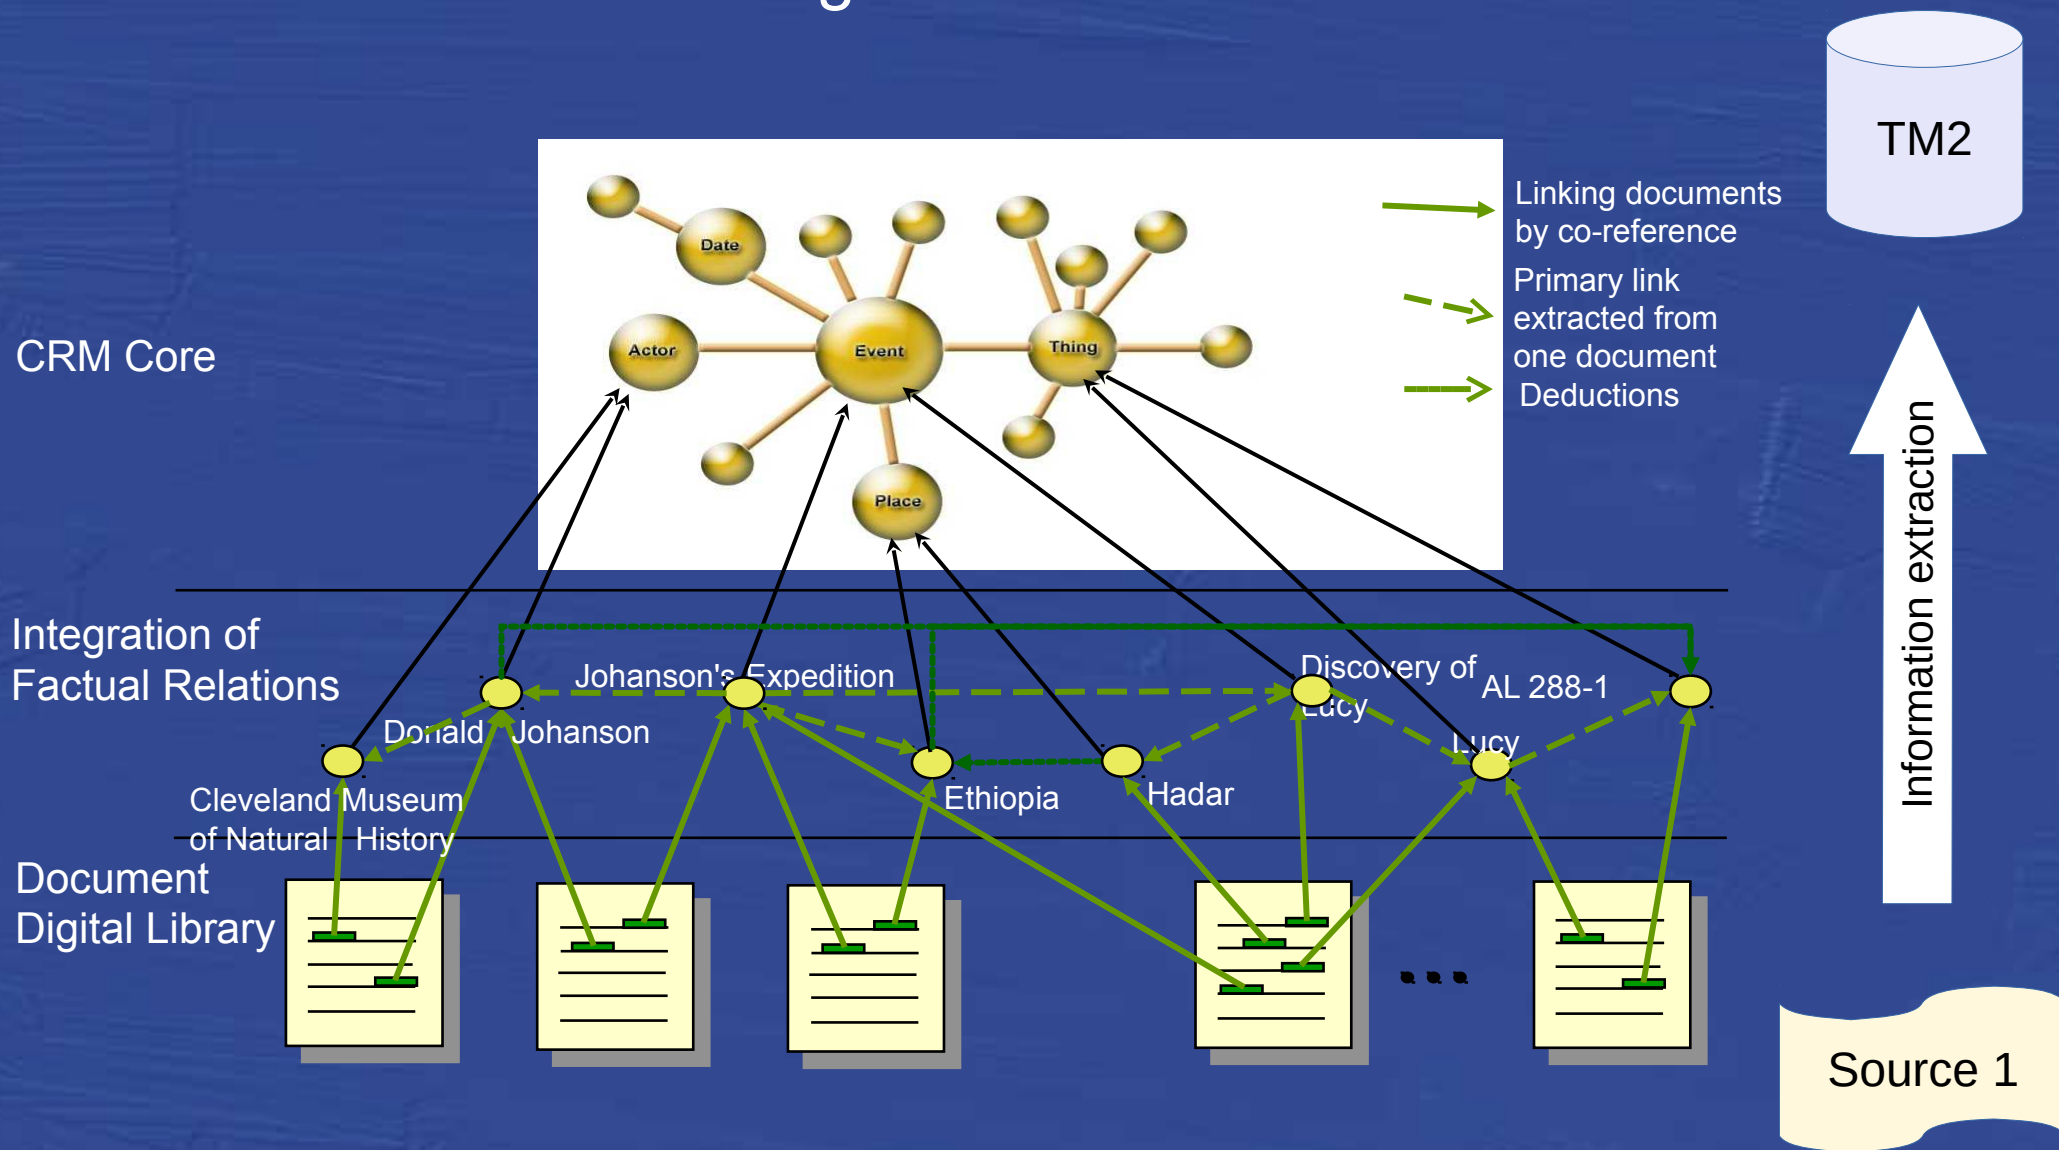 TM2
Linking documents
by co-reference
Primary link
extracted from
one document
Deductions
Date
Actor
Event
Thing
Place
CRM Core
Information extraction
Integration of
Factual Relations
Johanson's Expedition
Discovery of
Lucy
AL 288-1
Donald Johanson
Lucy
Cleveland Museum
of Natural History
Ethiopia
Hadar
Document
Digital Library
Source 1